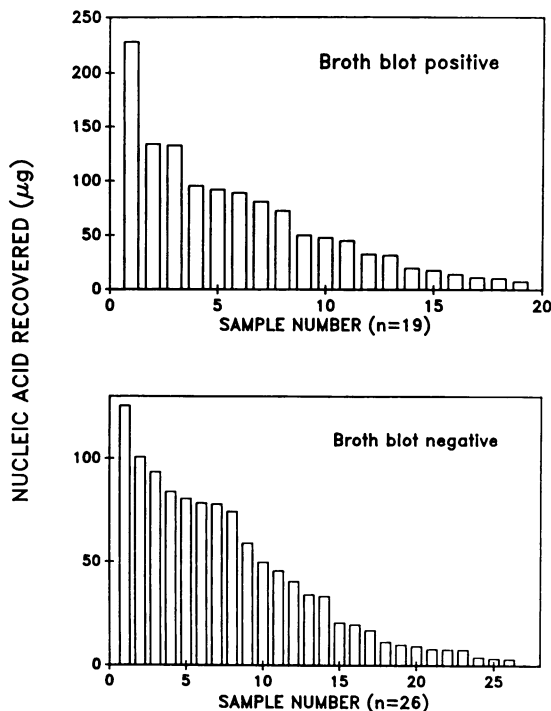 NUCLEIC ACID RECOVERED (µg)
250
200
150
100
50
0
Broth blot positive
0 5 10 15 20
SAMPLE NUMBER (n=19)
100
50
0
Broth blot negative
0 5 10 15 20 25
SAMPLE NUMBER (n=26)